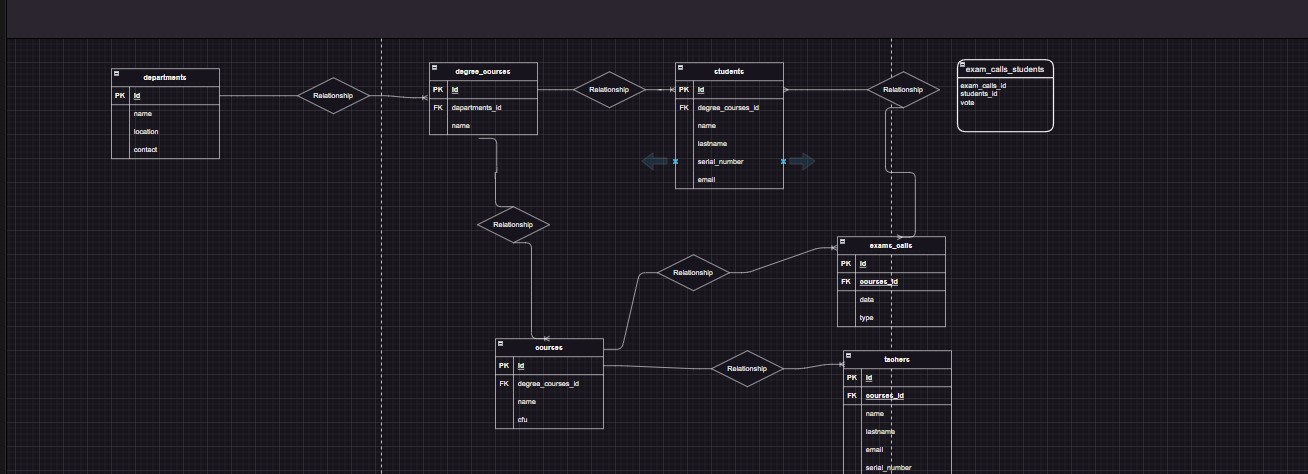 departments
PK id
name
location
contact
Relationship
degree_courses
PK id
FK departments_id
name
Relationship
students
PK id
FK degree_courses_id
name
lastname
serial_number
email
Relationship
exam_calls_students
exam_calls_id
students_id
vote
Relationship
Relationship
exams_calls
PK id
FK courses_id
data
type
courses
PK id
FK degree_courses_id
name
cfu
Relationship
tachers
PK id
FK courses_id
name
lastname
email
serial_number